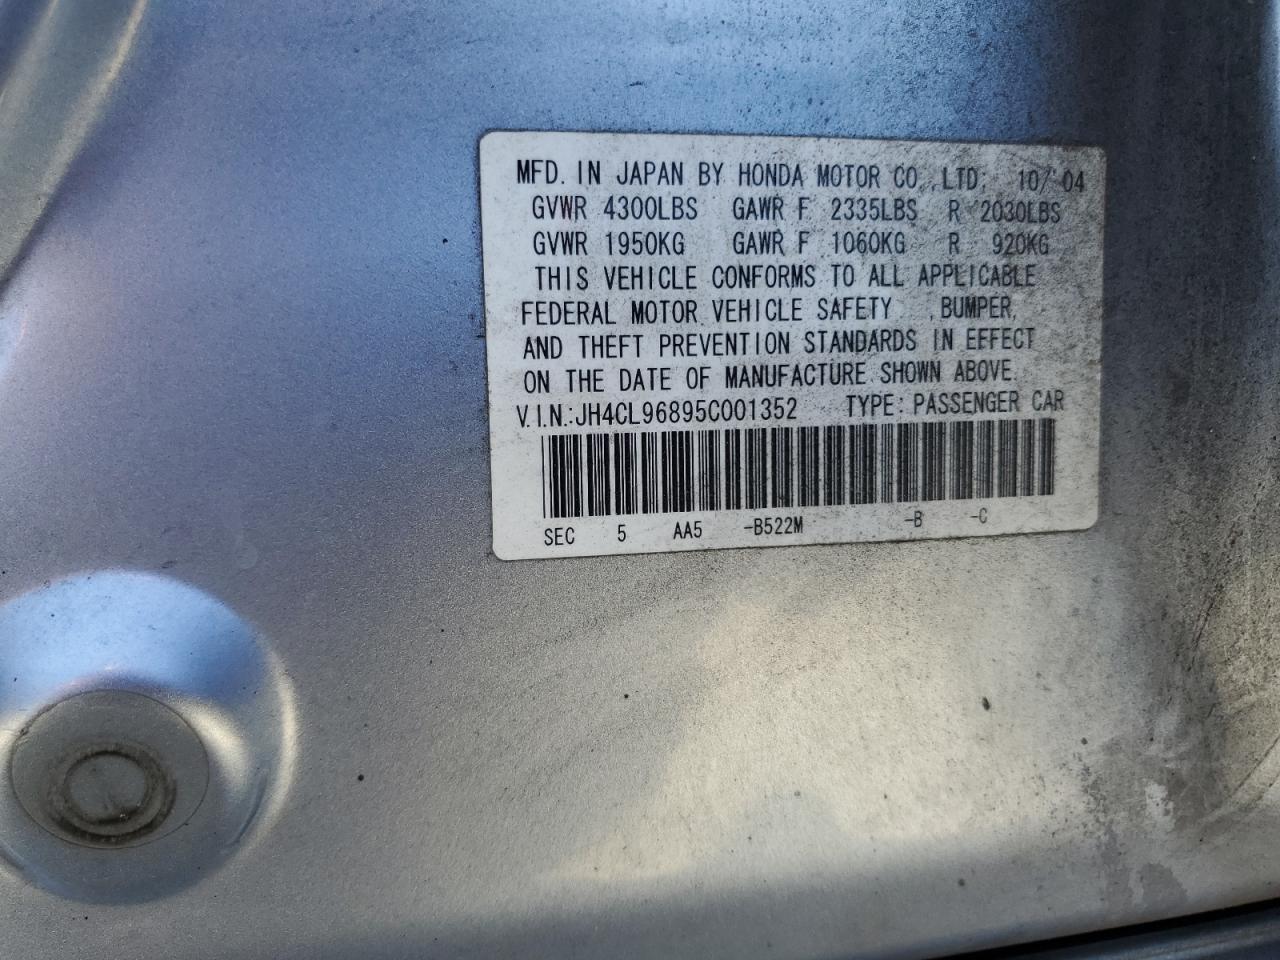 MFD. IN JAPAN BY HONDA MOTOR CO.,LTD. 10/'04
GVWR 4300LBS GAWR F 2335LBS R 2030LBS
GVWR 1950KG GAWR F 1060KG R 920KG
THIS VEHICLE CONFORMS TO ALL APPLICABLE
FEDERAL MOTOR VEHICLE SAFETY ,BUMPER,
AND THEFT PREVENTION STANDARDS IN EFFECT
ON THE DATE OF MANUFACTURE SHOWN ABOVE.
V.I.N.:JH4CL96895C001352 TYPE:PASSENGER CAR
SEC 5 AA5 -B522M -B -C